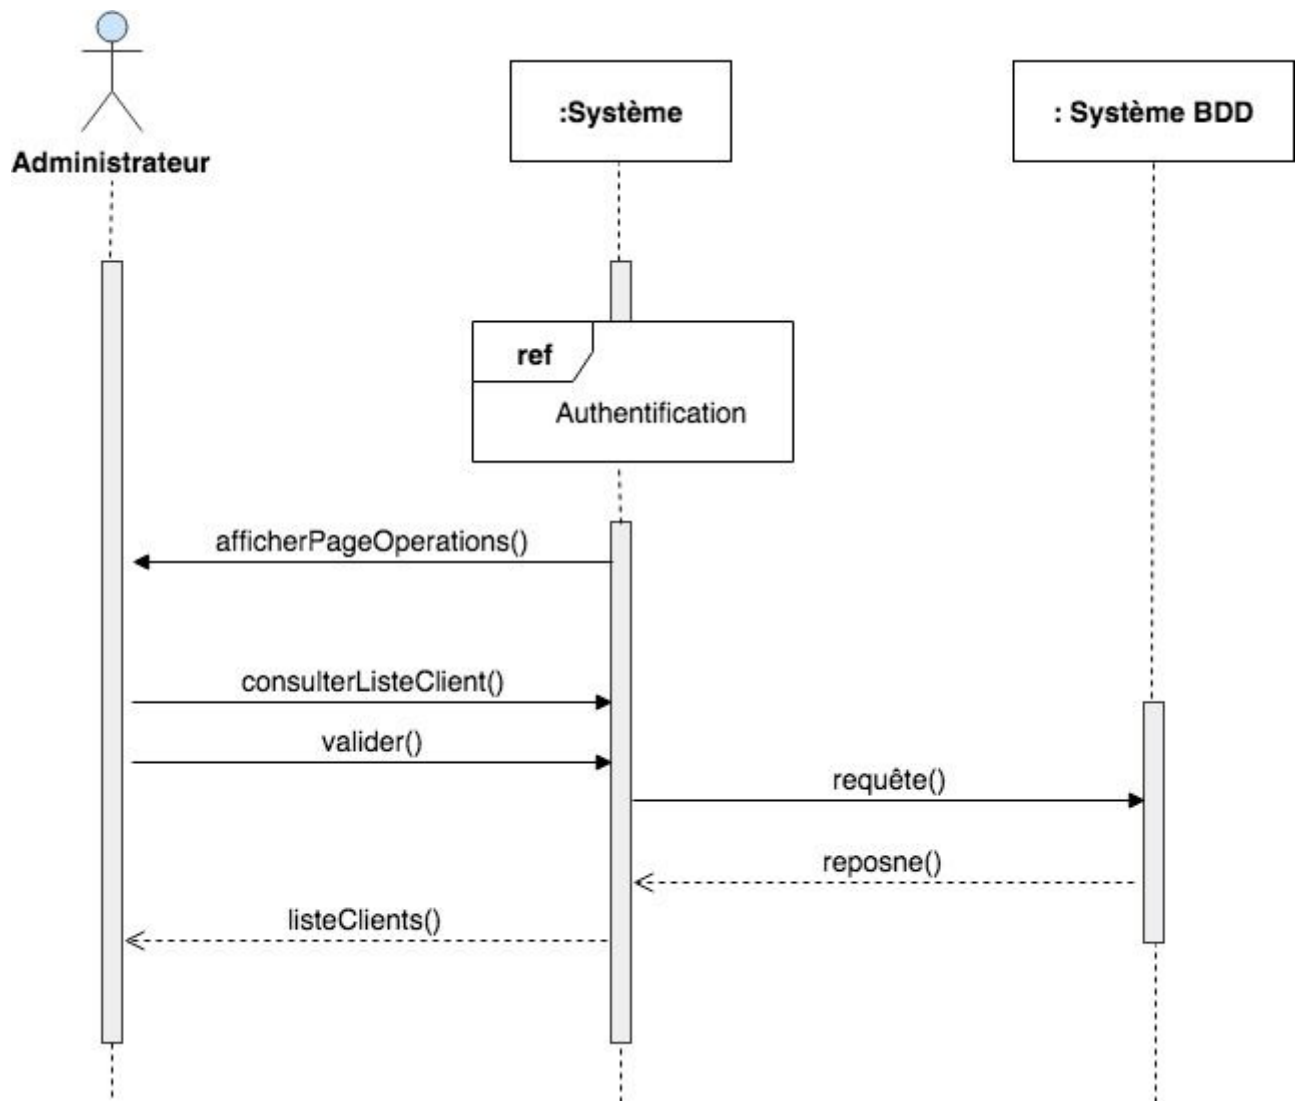 :Système
: Système BDD
Administrateur
ref
Authentification
afficherPageOperations()
consulterListeClient()
valider()
requête()
reposne()
listeClients()